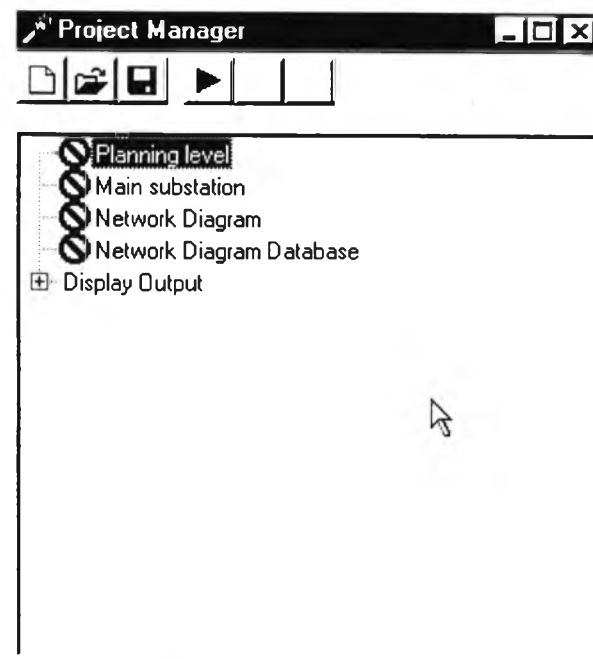 Project Manager
Planning level
Main substation
Network Diagram
Network Diagram Database
Display Output